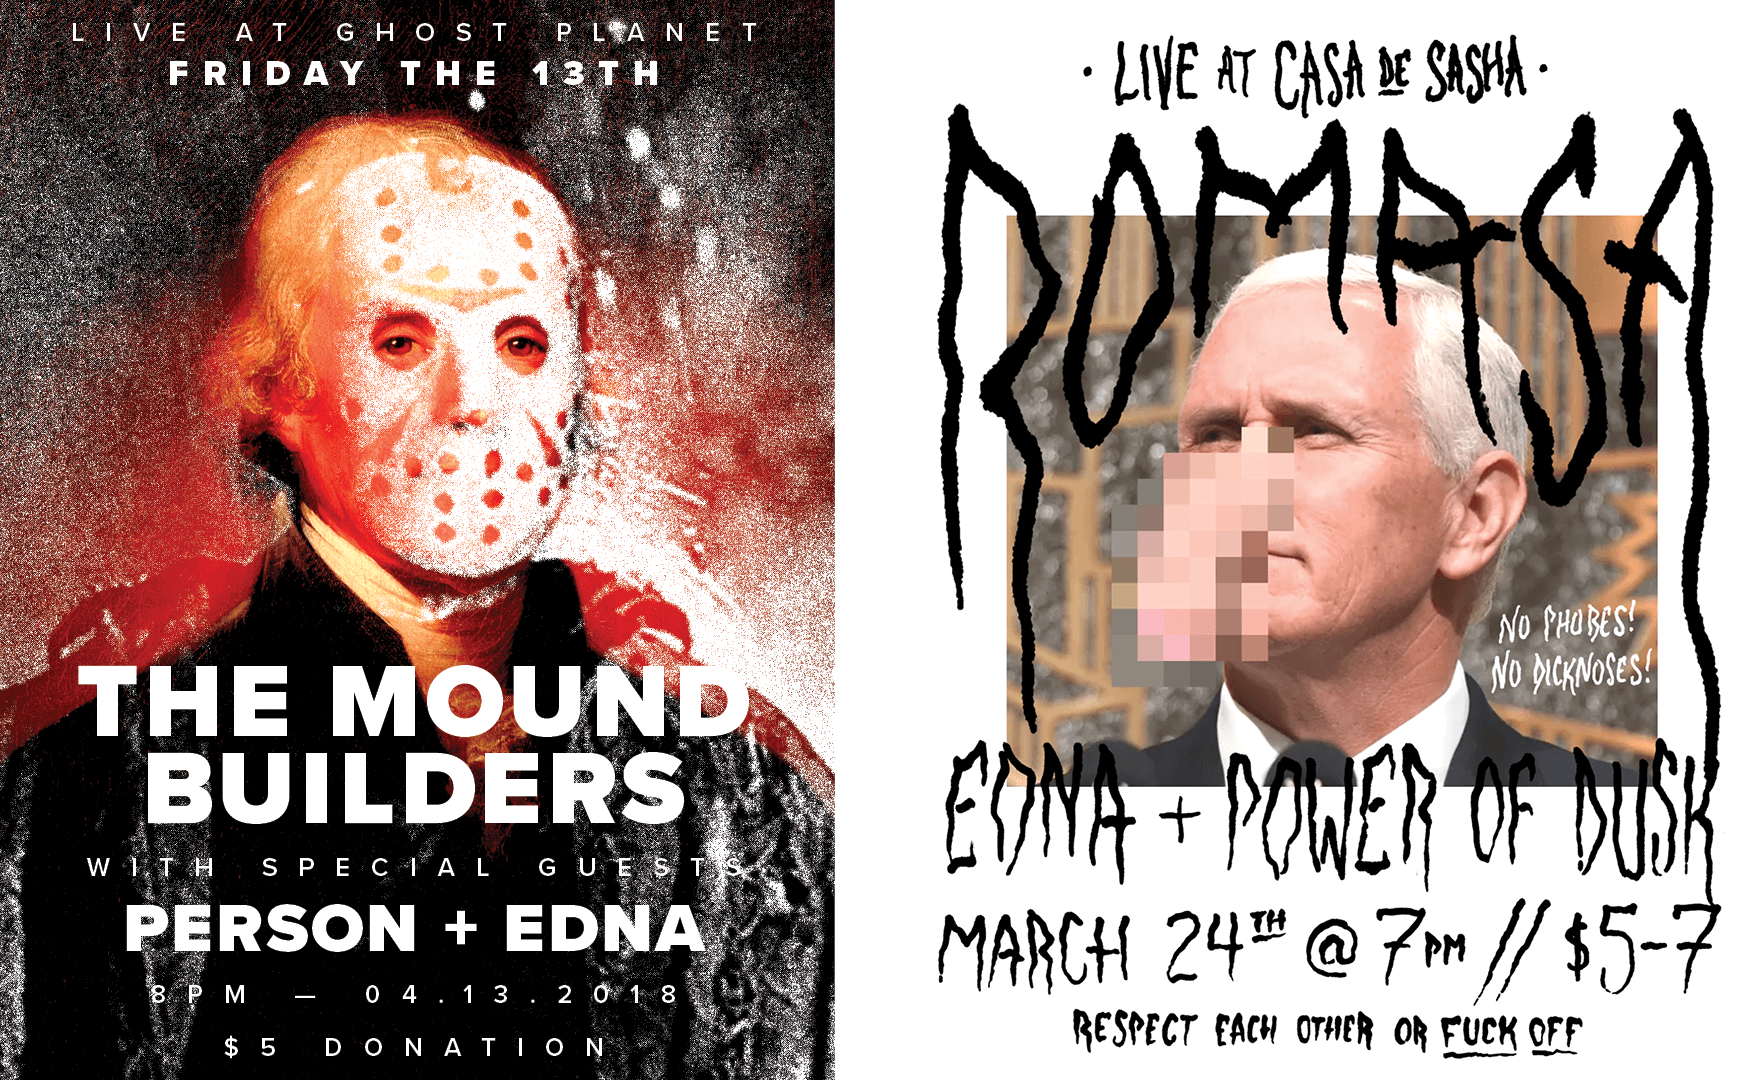 LIVE AT GHOST PLANET
FRIDAY THE 13TH
THE MOUND
BUILDERS
WITH SPECIAL GUESTS
PERSON + EDNA
8PM — 04.13.2018
$5 DONATION
· LIVE AT CASA DE SASHA ·
ROMASA
NO PHOBES!
NO DICKNOSES!
EDNA + POWER OF DUSK
MARCH 24TH @ 7PM // $5-7
RESPECT EACH OTHER OR FUCK OFF